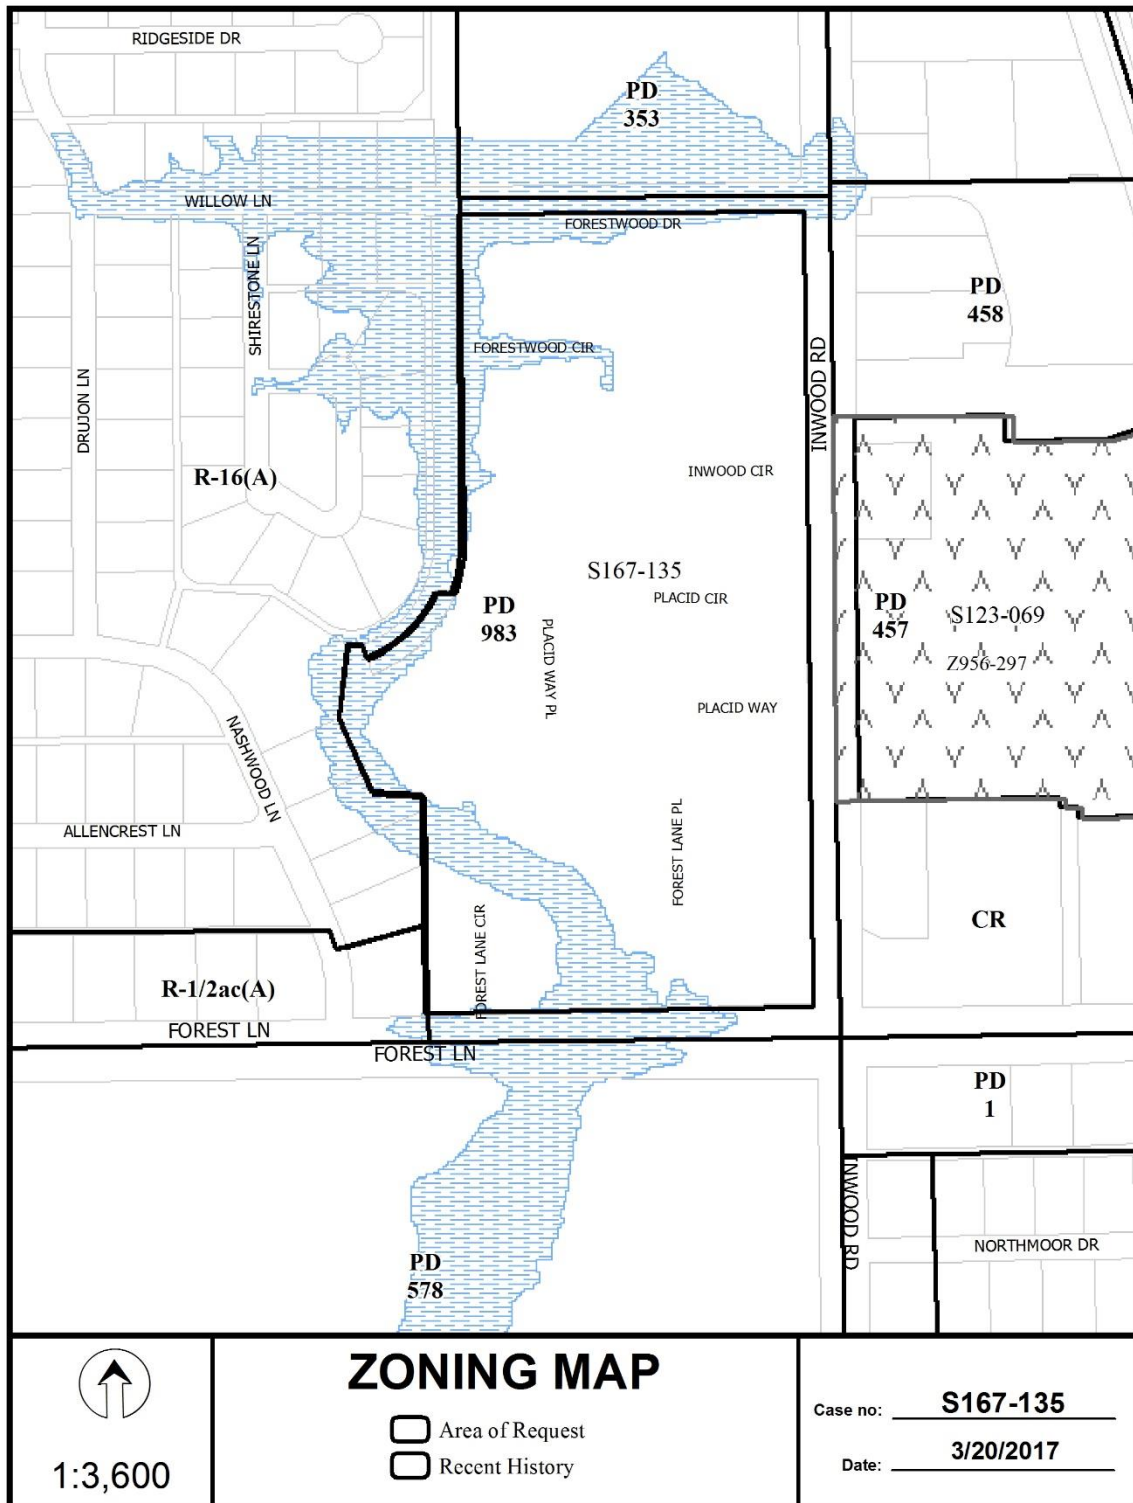 RIDGESIDE DR
PD
353
WILLOW LN
FORESTWOOD DR
SHIRESTONE LN
PD
458
FORESTWOOD CIR
INWOOD RD
DRUJON LN
R-16(A)
INWOOD CIR
S167-135
PLACID CIR
PD
983
PD
457
S123-069
Z956-297
PLACID WAY PL
PLACID WAY
NASHWOOD LN
ALLENCREST LN
FOREST LANE PL
FOREST LANE CIR
CR
R-1/2ac(A)
FOREST LN
FOREST LN
PD
1
INWOOD RD
NORTHMOOR DR
PD
578
1:3,600
ZONING MAP
Area of Request
Recent History
Case no: S167-135
Date: 3/20/2017